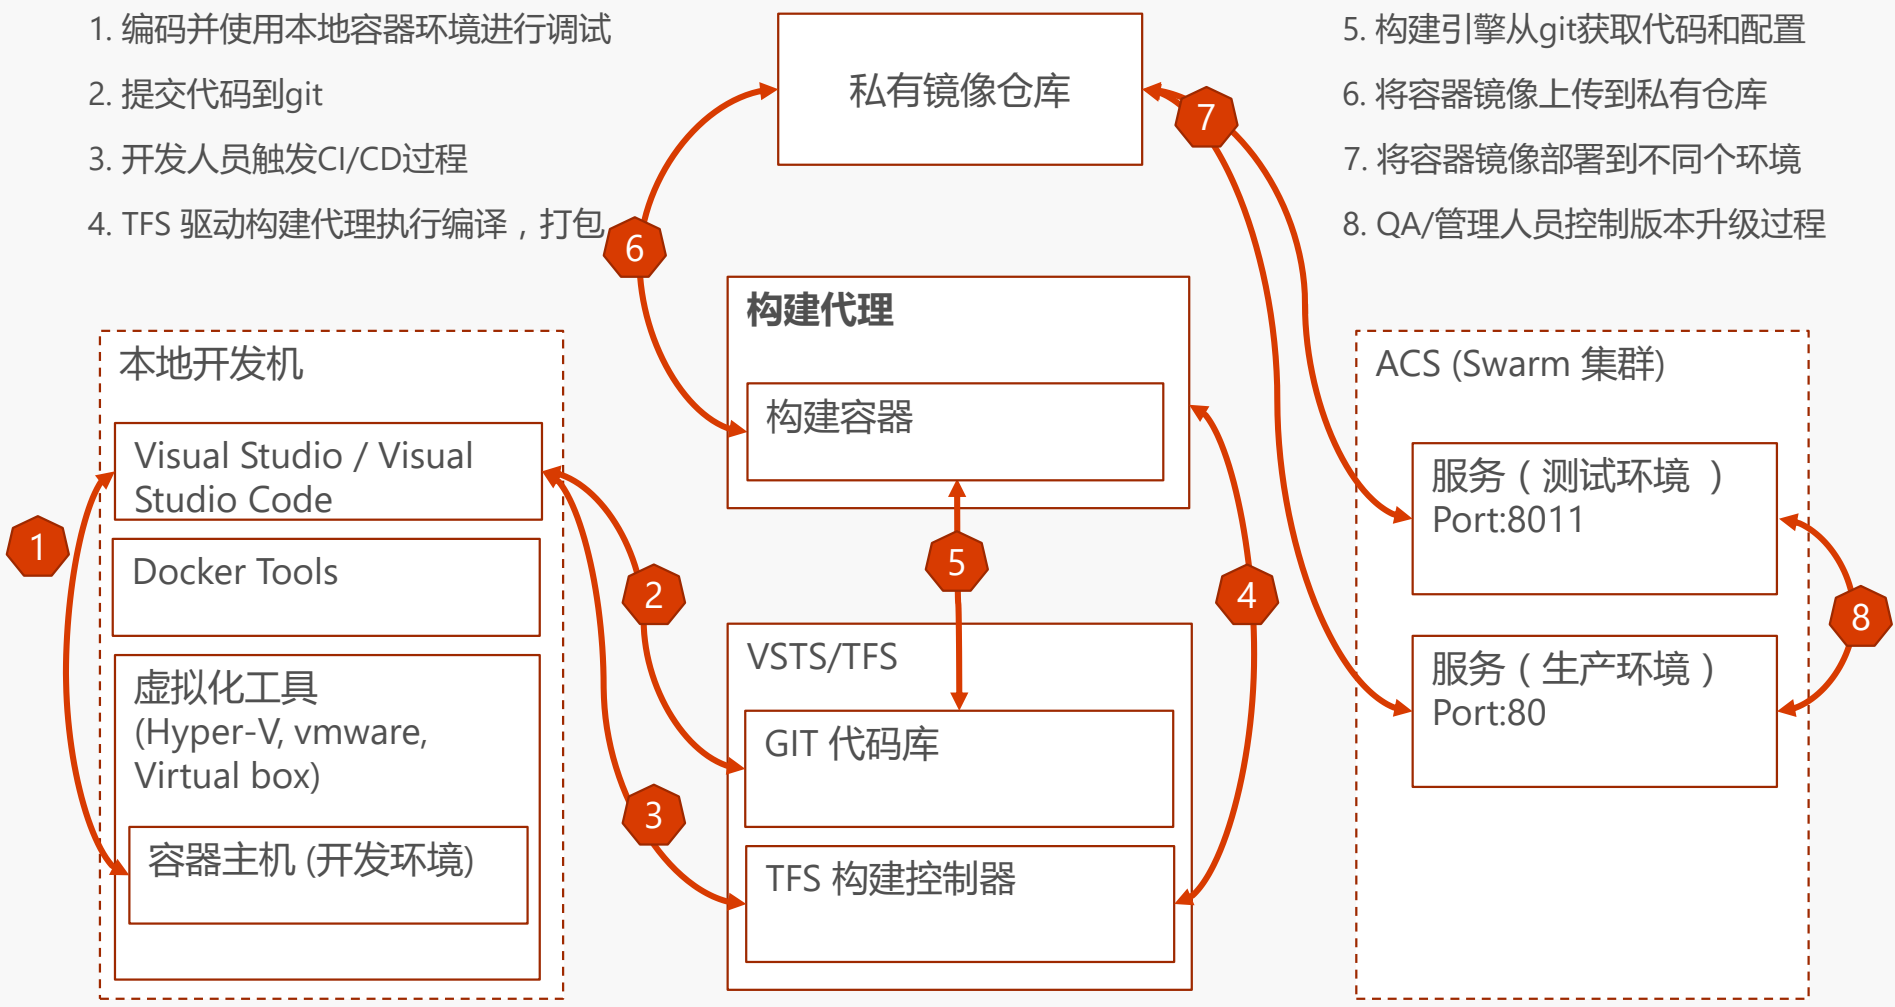 1. 编码并使用本地容器环境进行调试
2. 提交代码到git
3. 开发人员触发CI/CD过程
4. TFS 驱动构建代理执行编译，打包
5. 构建引擎从git获取代码和配置
6. 将容器镜像上传到私有仓库
7. 将容器镜像部署到不同个环境
8. QA/管理人员控制版本升级过程
私有镜像仓库
7
6
构建代理
构建容器
本地开发机
Visual Studio / Visual
Studio Code
1
Docker Tools
虚拟化工具
(Hyper-V, vmware,
Virtual box)
容器主机 (开发环境)
2
3
5
4
VSTS/TFS
GIT 代码库
TFS 构建控制器
ACS (Swarm 集群)
服务（测试环境 ）
Port:8011
8
服务（生产环境）
Port:80